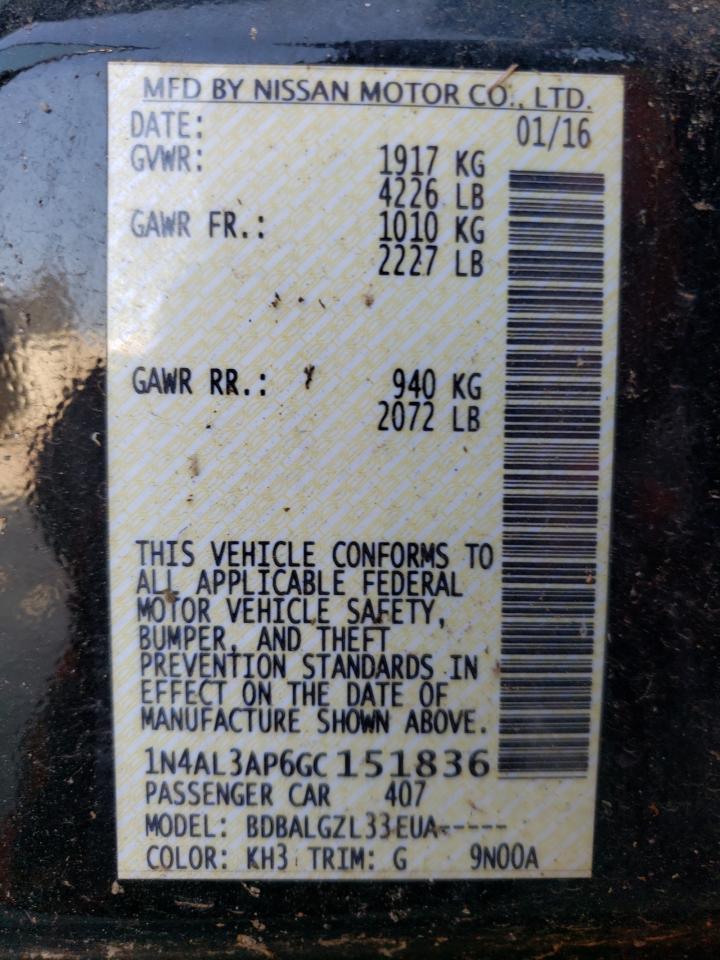 MFD BY NISSAN MOTOR CO., LTD.
DATE: 01/16
GVWR: 1917 KG
4226 LB
GAWR FR.: 1010 KG
2227 LB
GAWR RR.: 940 KG
2072 LB
THIS VEHICLE CONFORMS TO
ALL APPLICABLE FEDERAL
MOTOR VEHICLE SAFETY,
BUMPER, AND THEFT
PREVENTION STANDARDS IN
EFFECT ON THE DATE OF
MANUFACTURE SHOWN ABOVE.
1N4AL3AP6GC151836
PASSENGER CAR 407
MODEL: BDBALGZL33EUA-----
COLOR: KH3 TRIM: G 9N00A